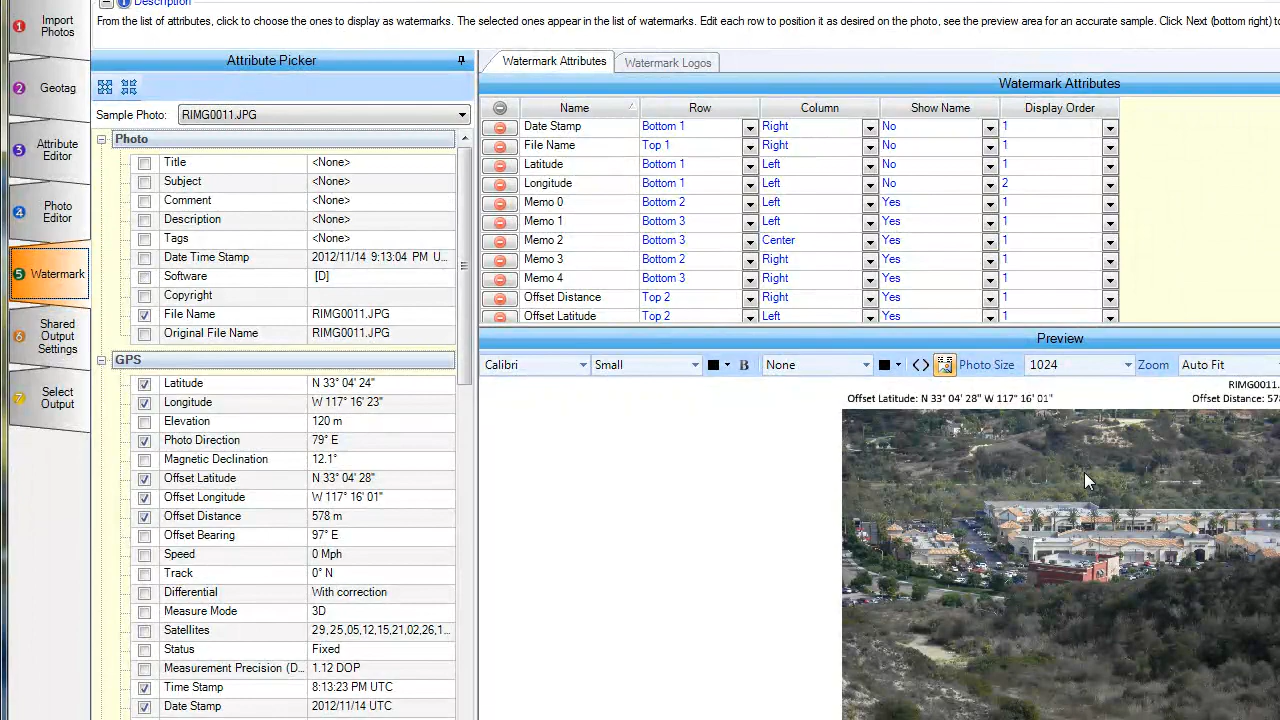 Description
From the list of attributes, click to choose the ones to display as watermarks. The selected ones appear in the list of watermarks. Edit each row to position it as desired on the photo, see the preview area for an accurate sample. Click Next (bottom right) to
1 Import Photos
2 Geotag
3 Attribute Editor
4 Photo Editor
5 Watermark
6 Shared Output Settings
7 Select Output
Attribute Picker
Sample Photo: RIMG0011.JPG
Photo
Title <None>
Subject <None>
Comment <None>
Description <None>
Tags <None>
Date Time Stamp 2012/11/14 9:13:04 PM U...
Software [D]
Copyright
File Name RIMG0011.JPG
Original File Name RIMG0011.JPG
GPS
Latitude N 33° 04' 24"
Longitude W 117° 16' 23"
Elevation 120 m
Photo Direction 79° E
Magnetic Declination 12.1°
Offset Latitude N 33° 04' 28"
Offset Longitude W 117° 16' 01"
Offset Distance 578 m
Offset Bearing 97° E
Speed 0 Mph
Track 0° N
Differential With correction
Measure Mode 3D
Satellites 29,25,05,12,15,21,02,26,1...
Status Fixed
Measurement Precision (D... 1.12 DOP
Time Stamp 8:13:23 PM UTC
Date Stamp 2012/11/14 UTC
Watermark Attributes Watermark Logos
Watermark Attributes
Name Row Column Show Name Display Order
Date Stamp Bottom 1 Right No 1
File Name Top 1 Right No 1
Latitude Bottom 1 Left No 1
Longitude Bottom 1 Left No 2
Memo 0 Bottom 2 Left Yes 1
Memo 1 Bottom 3 Left Yes 1
Memo 2 Bottom 3 Center Yes 1
Memo 3 Bottom 2 Right Yes 1
Memo 4 Bottom 3 Right Yes 1
Offset Distance Top 2 Right Yes 1
Offset Latitude Top 2 Left Yes 1
Preview
Calibri Small B None Photo Size 1024 Zoom Auto Fit
RIMG0011.
Offset Latitude: N 33° 04' 28" W 117° 16' 01" Offset Distance: 578